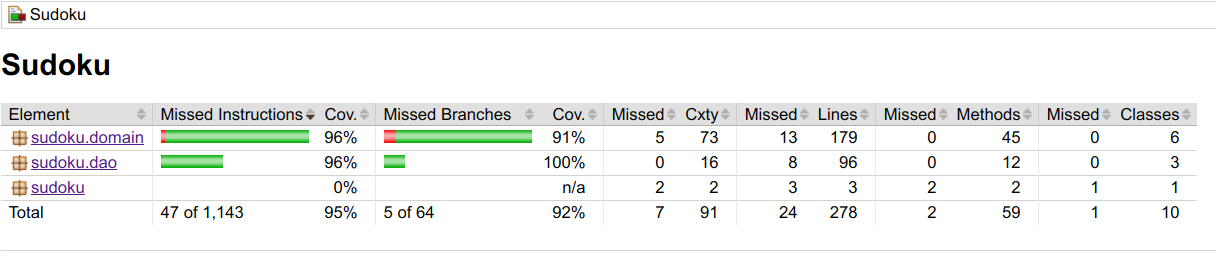 Sudoku
Sudoku
Element Missed Instructions Cov. Missed Branches Cov. Missed Cxty Missed Lines Missed Methods Missed Classes
sudoku.domain 96% 91% 5 73 13 179 0 45 0 6
sudoku.dao 96% 100% 0 16 8 96 0 12 0 3
sudoku 0% n/a 2 2 3 3 2 2 1 1
Total 47 of 1,143 95% 5 of 64 92% 7 91 24 278 2 59 1 10